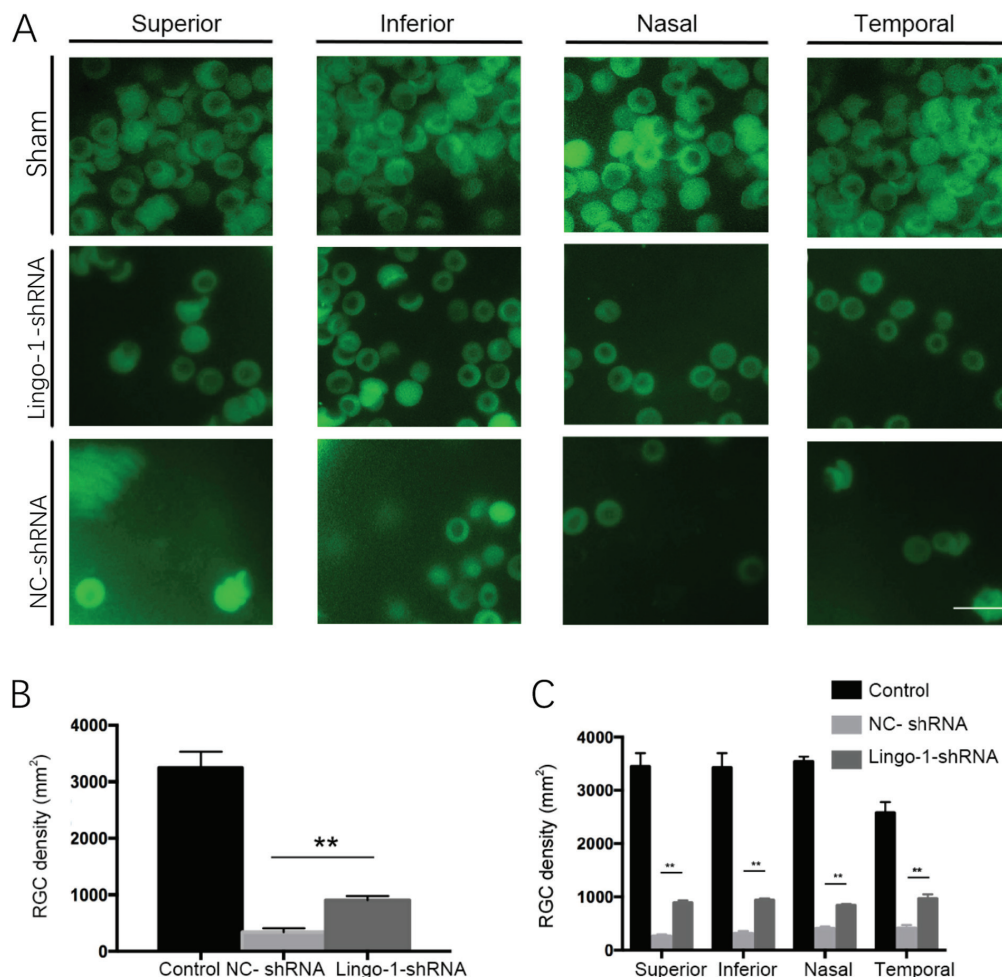 A
Superior Inferior Nasal Temporal
Sham
Lingo-1-shRNA
NC-shRNA
B
RGC density (mm²)
4000
3000
2000
1000
0
**
Control NC- shRNA Lingo-1-shRNA
C
Control
NC- shRNA
Lingo-1-shRNA
RGC density (mm²)
4000
3000
2000
1000
0
** ** ** **
Superior Inferior Nasal Temporal